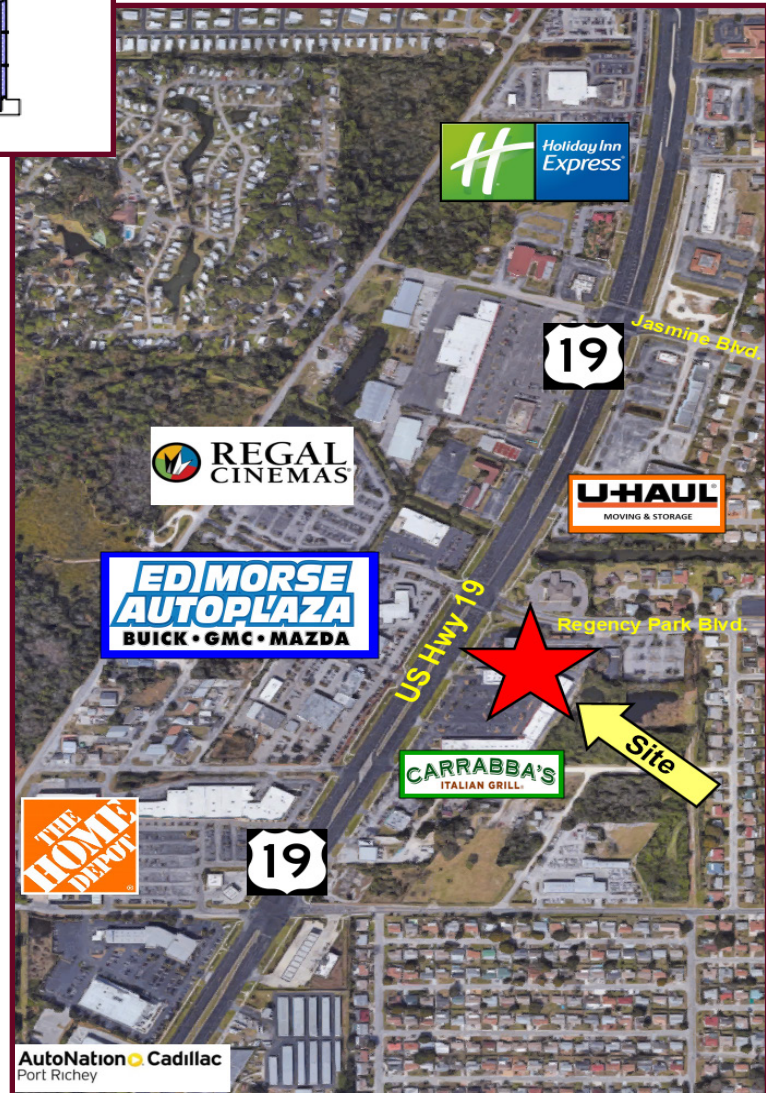 Holiday Inn
Express®
Jasmine Blvd.
19
REGAL
CINEMAS®
U-HAUL®
MOVING & STORAGE
ED MORSE
AUTOPLAZA
BUICK • GMC • MAZDA
US Hwy 19
Regency Park Blvd.
Site
CARRABBA'S
ITALIAN GRILL®
THE
HOME
DEPOT
®
19
AutoNation Cadillac
Port Richey